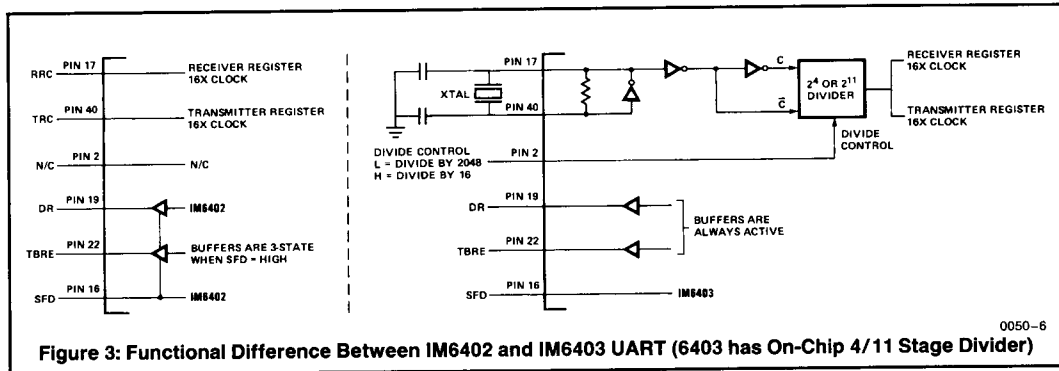 RRC PIN 17 RECEIVER REGISTER
16X CLOCK
TRC PIN 40 TRANSMITTER REGISTER
16X CLOCK
N/C PIN 2 N/C
DR PIN 19 IM6402
TBRE PIN 22 BUFFERS ARE 3-STATE
WHEN SFD = HIGH
SFD PIN 16 IM6402
XTAL
PIN 17
PIN 40
C
C̅
2⁴ OR 2¹¹
DIVIDER
RECEIVER REGISTER
16X CLOCK
TRANSMITTER REGISTER
16X CLOCK
DIVIDE
CONTROL
DIVIDE CONTROL
L = DIVIDE BY 2048
H = DIVIDE BY 16
PIN 2
DR PIN 19
BUFFERS ARE
ALWAYS ACTIVE
TBRE PIN 22
SFD PIN 16 IM6403
0050-6
Figure 3: Functional Difference Between IM6402 and IM6403 UART (6403 has On-Chip 4/11 Stage Divider)